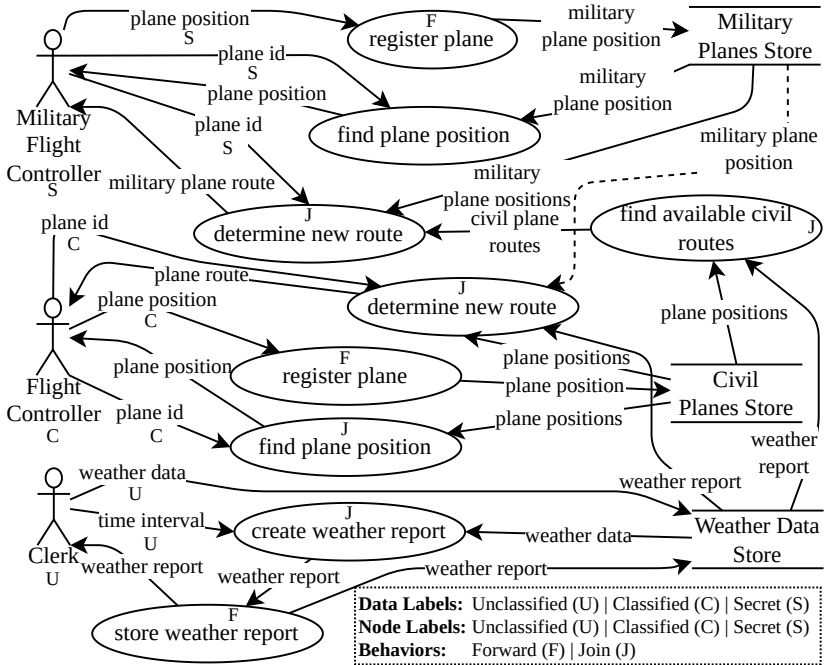 plane position
S
F
register plane
military
plane position
Military
Planes Store
plane id
S
plane position
military
plane position
plane id
S
find plane position
military plane
position
Military
Flight
Controller
S
military plane route
military
plane positions
J
determine new route
civil plane
routes
find available civil
routes
J
plane id
C
plane route
J
determine new route
plane position
C
plane positions
Flight
Controller
C
plane position
F
register plane
plane positions
plane position
Civil
Planes Store
plane id
C
J
find plane position
plane positions
weather
report
weather data
U
weather report
time interval
U
J
create weather report
weather data
Weather Data
Store
Clerk
U
weather report
weather report
weather report
F
store weather report
Data Labels: Unclassified (U) | Classified (C) | Secret (S)
Node Labels: Unclassified (U) | Classified (C) | Secret (S)
Behaviors: Forward (F) | Join (J)